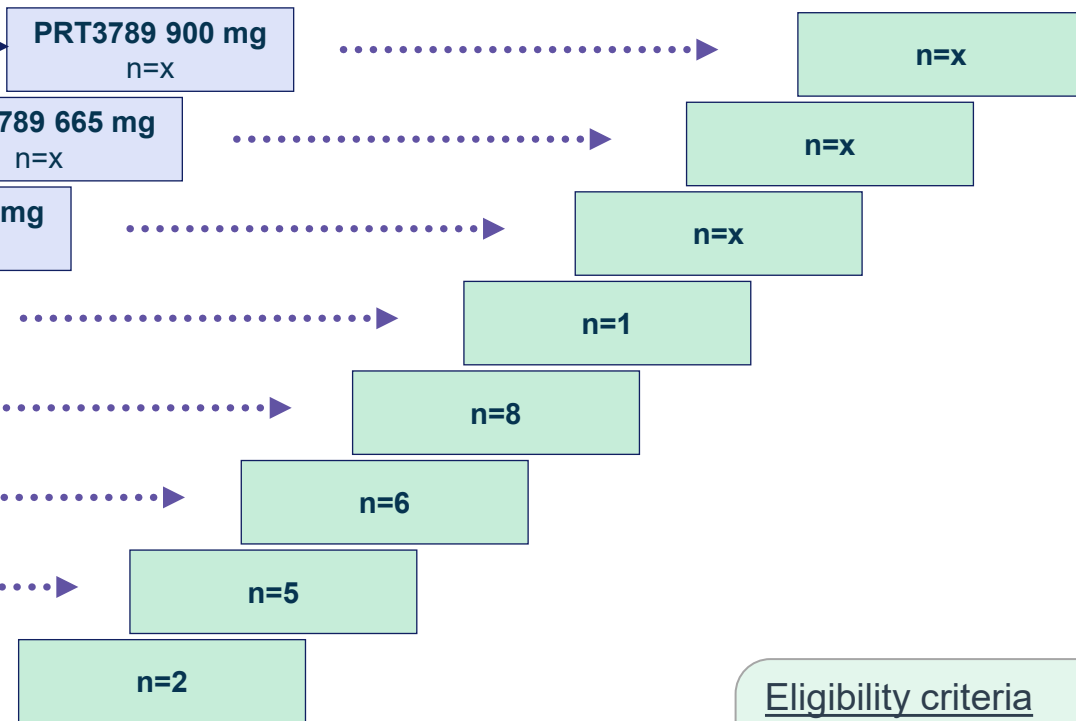 PRT3789 900 mg
n=x
n=x
789 665 mg
n=x
n=x
mg
n=x
n=1
n=8
n=6
n=5
n=2
Eligibility criteria